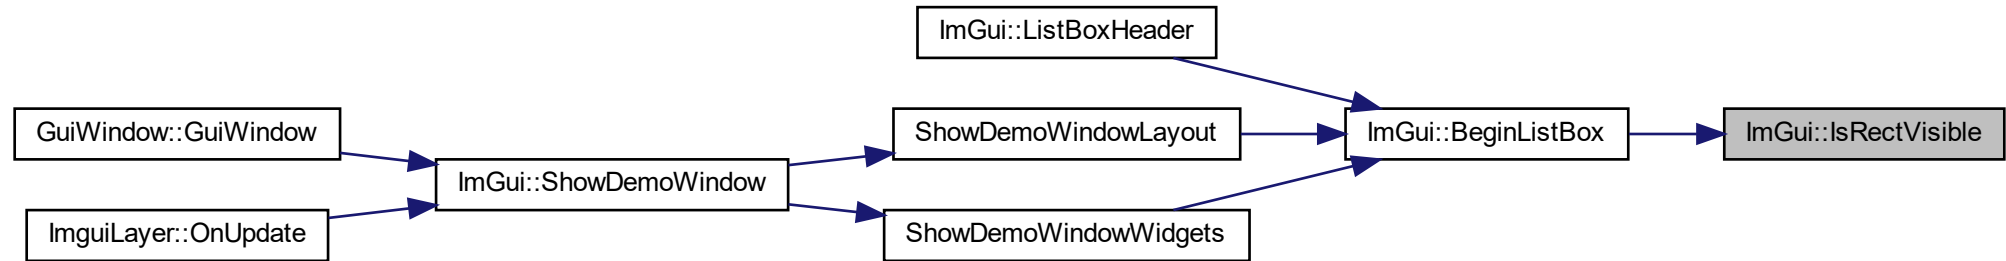 ImGui::ListBoxHeader
GuiWindow::GuiWindow
ShowDemoWindowLayout
ImGui::BeginListBox
ImGui::IsRectVisible
ImGui::ShowDemoWindow
ImguiLayer::OnUpdate
ShowDemoWindowWidgets